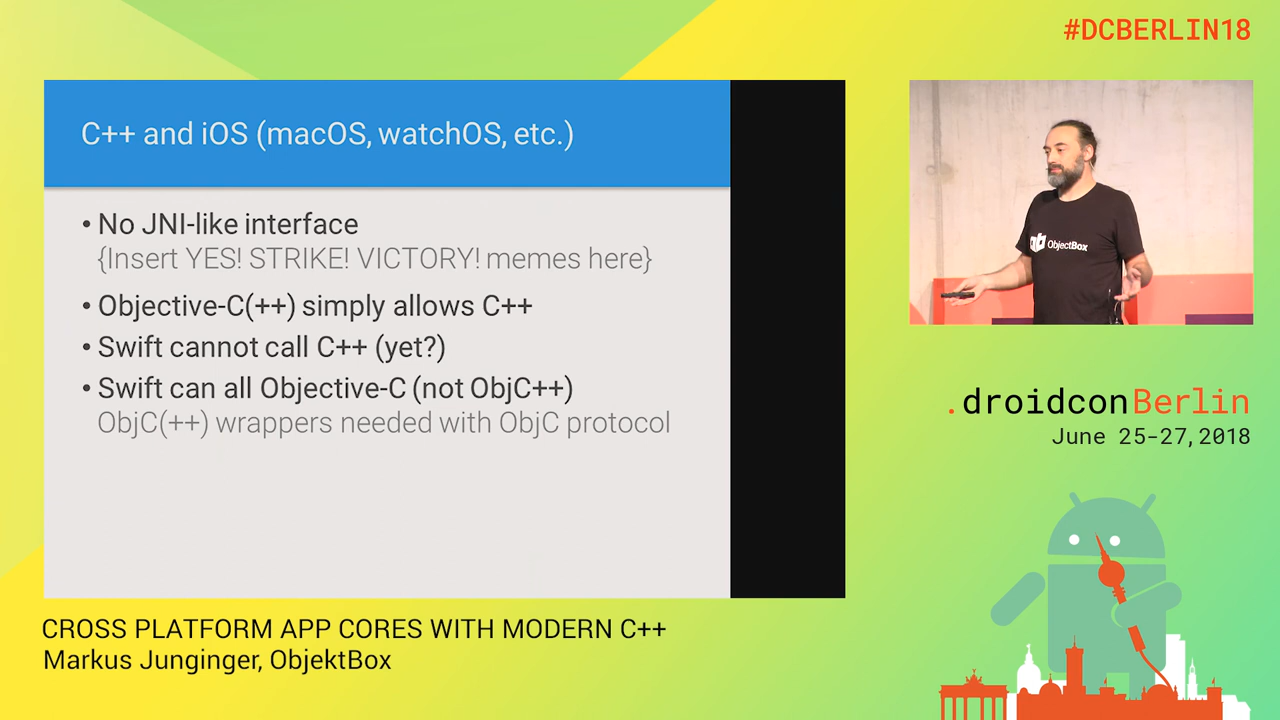 #DCBERLIN18
C++ and iOS (macOS, watchOS, etc.)
• No JNI-like interface
{Insert YES! STRIKE! VICTORY! memes here}
• Objective-C(++) simply allows C++
• Swift cannot call C++ (yet?)
• Swift can all Objective-C (not ObjC++)
ObjC(++) wrappers needed with ObjC protocol
ObjectBox
.droidconBerlin
June 25-27, 2018
CROSS PLATFORM APP CORES WITH MODERN C++
Markus Junginger, ObjektBox